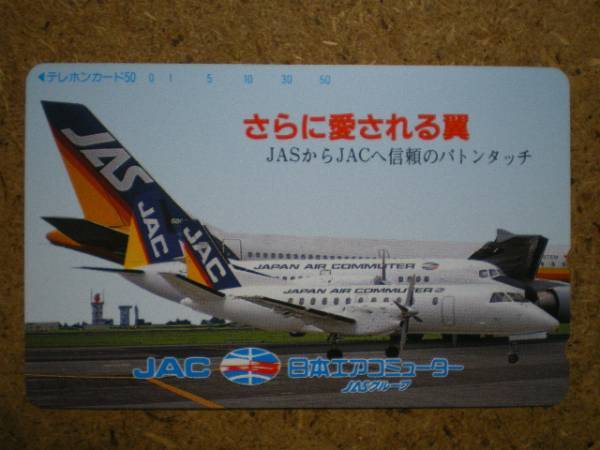 ◀テレホンカード50 0 1 5 10 30 50
さらに愛される翼
JASからJACへ信頼のバトンタッチ
JAS
JAC
JAC
JAPAN AIR COMMUTER
JAPAN AIR COMMUTER
JAC 日本エアコミューター
JASグループ